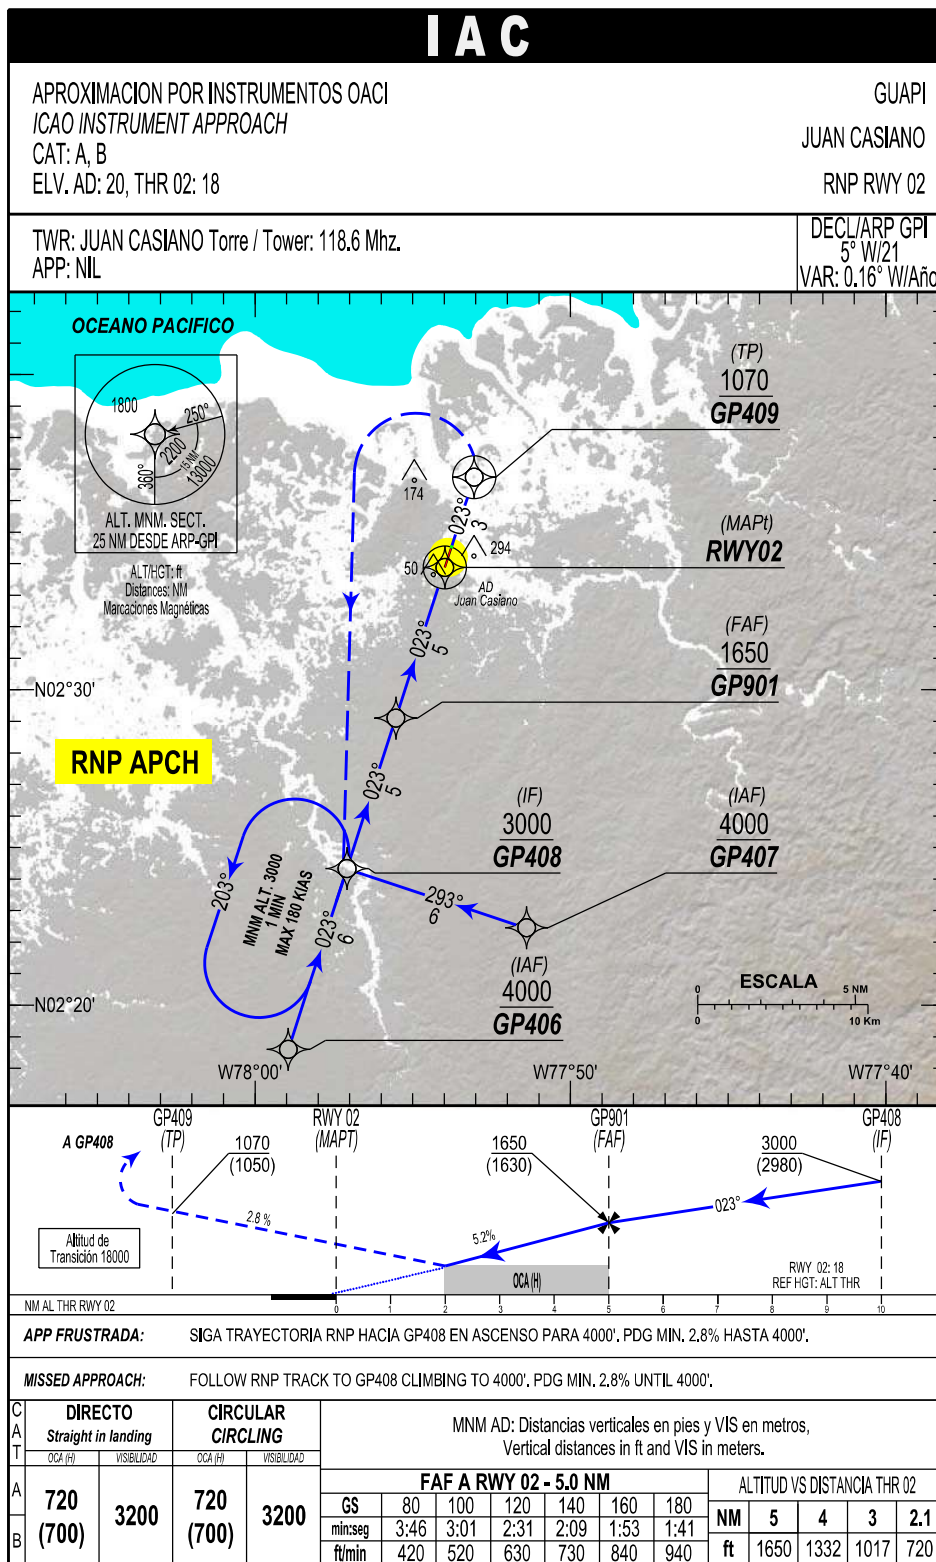 IAC
APROXIMACION POR INSTRUMENTOS OACI
ICAO INSTRUMENT APPROACH
CAT: A, B
ELV. AD: 20, THR 02: 18
GUAPI
JUAN CASIANO
RNP RWY 02
TWR: JUAN CASIANO Torre / Tower: 118.6 Mhz.
APP: NIL
DECL/ARP GPI
5° W/21
VAR: 0.16° W/Año
OCEANO PACIFICO
1800
250°
2200
15 NM
13000
360°
ALT. MNM. SECT.
25 NM DESDE ARP-GPI
ALT/HGT: ft
Distances: NM
Marcaciones Magnéticas
(TP)
1070
GP409
174
023°
3
(MAPt)
RWY02
294
50
AD
Juan Casiano
023°
5
(FAF)
1650
GP901
N02°30'
RNP APCH
023°
5
(IF)
3000
GP408
(IAF)
4000
GP407
203°
MNM ALT. 3000
1 MIN
MAX 180 KIAS
023°
6
293°
6
(IAF)
4000
GP406
ESCALA
0
5 NM
0
10 Km
N02°20'
W78°00'
W77°50'
W77°40'
GP409
(TP)
RWY 02
(MAPT)
GP901
(FAF)
GP408
(IF)
A GP408
1070
(1050)
1650
(1630)
3000
(2980)
2.8 %
5.2%
023°
Altitud de
Transición 18000
OCA (H)
RWY 02: 18
REF HGT: ALT THR
NM AL THR RWY 02
0 1 2 3 4 5 6 7 8 9 10
APP FRUSTRADA: SIGA TRAYECTORIA RNP HACIA GP408 EN ASCENSO PARA 4000'. PDG MIN. 2.8% HASTA 4000'.
MISSED APPROACH: FOLLOW RNP TRACK TO GP408 CLIMBING TO 4000'. PDG MIN. 2.8% UNTIL 4000'.
CAT
DIRECTO
Straight in landing
CIRCULAR
CIRCLING
OCA (H) VISIBILIDAD OCA (H) VISIBILIDAD
MNM AD: Distancias verticales en pies y VIS en metros,
Vertical distances in ft and VIS in meters.
A
B
720
(700)
3200
720
(700)
3200
FAF A RWY 02 - 5.0 NM
GS 80 100 120 140 160 180
min:seg 3:46 3:01 2:31 2:09 1:53 1:41
ft/min 420 520 630 730 840 940
ALTITUD VS DISTANCIA THR 02
NM 5 4 3 2.1
ft 1650 1332 1017 720